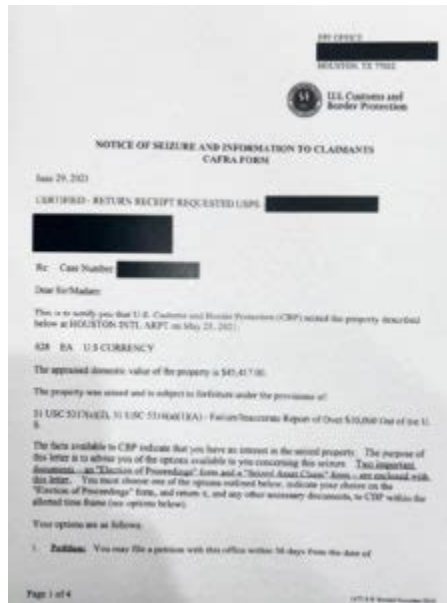 FPF OFFICE
HOUSTON, TX 77002
U.S. Customs and
Border Protection
NOTICE OF SEIZURE AND INFORMATION TO CLAIMANTS
CAFRA FORM
June 29, 2021
CERTIFIED - RETURN RECEIPT REQUESTED USPS
Re: Case Number
Dear Sir/Madam:
This is to notify you that U.S. Customs and Border Protection (CBP) seized the property described
below at HOUSTON INTL ARPT on May 25, 2021:
628 EA U S CURRENCY
The appraised domestic value of the property is $45,417.00.
The property was seized and is subject to forfeiture under the provisions of:
31 USC 5316(a)(1)(A) - Failure/Inaccurate Report of Over $10,000 Out of the U.
S.
The facts available to CBP indicate that you have an interest in the seized property. The purpose of
this letter is to advise you of the options available to you concerning this seizure. Two important
documents - an "Election of Proceedings" form and a "Seized Asset Claim" form - are enclosed with
this letter. You must choose one of the options outlined below, indicate your choice on the
"Election of Proceedings" form, and return it, and any other necessary documents, to CBP within the
allotted time frame (see options below).
Your options are as follows:
1. Petition: You may file a petition with this office within 30 days from the date of
Page 1 of 4